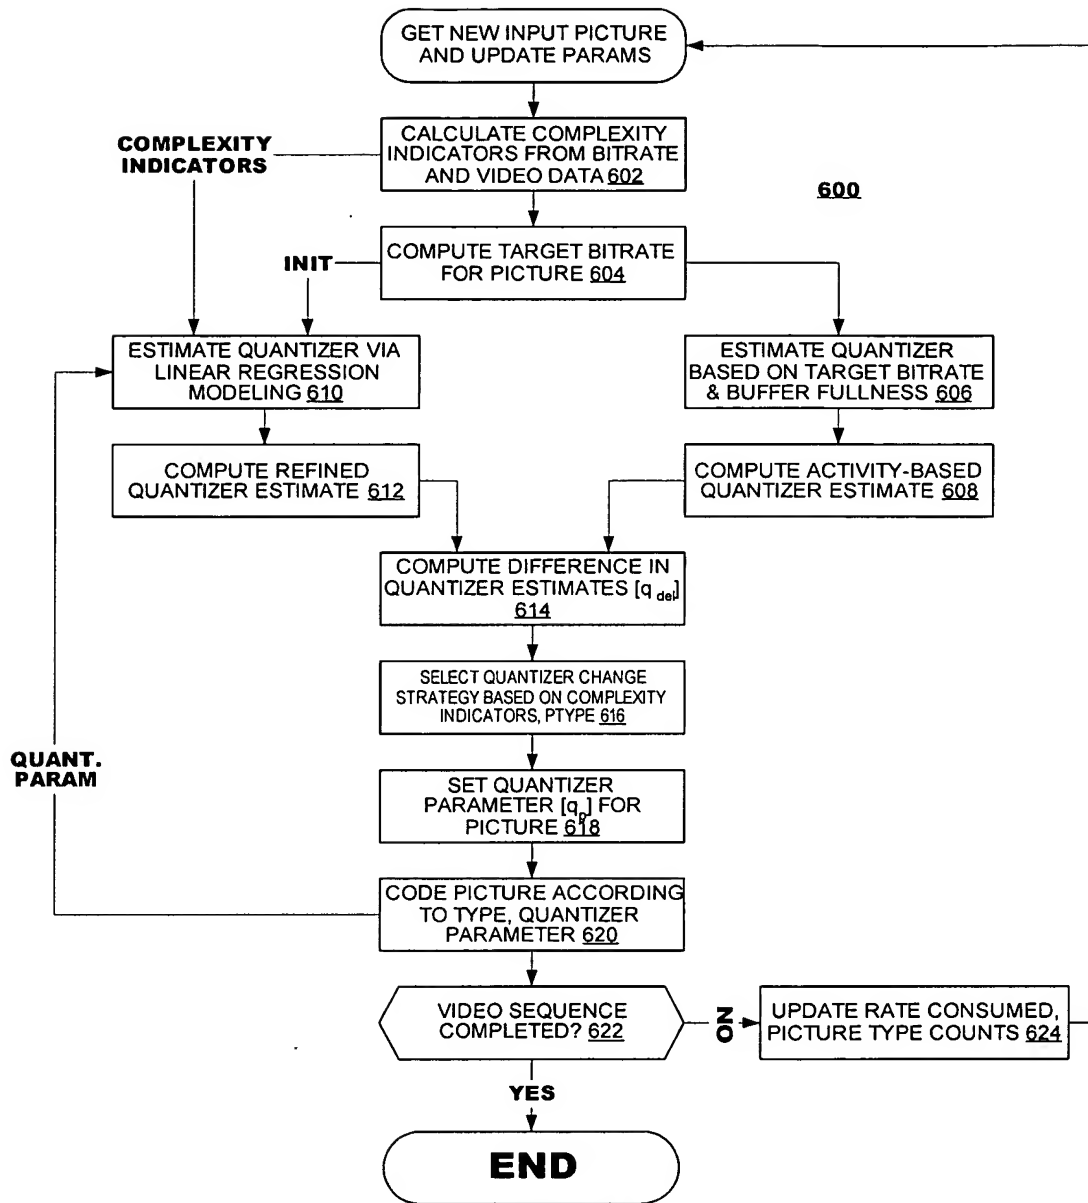 GET NEW INPUT PICTURE
AND UPDATE PARAMS
CALCULATE COMPLEXITY
INDICATORS FROM BITRATE
AND VIDEO DATA 602
COMPLEXITY
INDICATORS
600
COMPUTE TARGET BITRATE
FOR PICTURE 604
INIT
ESTIMATE QUANTIZER VIA
LINEAR REGRESSION
MODELING 610
ESTIMATE QUANTIZER
BASED ON TARGET BITRATE
& BUFFER FULLNESS 606
COMPUTE REFINED
QUANTIZER ESTIMATE 612
COMPUTE ACTIVITY-BASED
QUANTIZER ESTIMATE 608
COMPUTE DIFFERENCE IN
QUANTIZER ESTIMATES [q del]
614
SELECT QUANTIZER CHANGE
STRATEGY BASED ON COMPLEXITY
INDICATORS, PTYPE 616
QUANT.
PARAM
SET QUANTIZER
PARAMETER [qp] FOR
PICTURE 618
CODE PICTURE ACCORDING
TO TYPE, QUANTIZER
PARAMETER 620
VIDEO SEQUENCE
COMPLETED? 622
NO
UPDATE RATE CONSUMED,
PICTURE TYPE COUNTS 624
YES
END